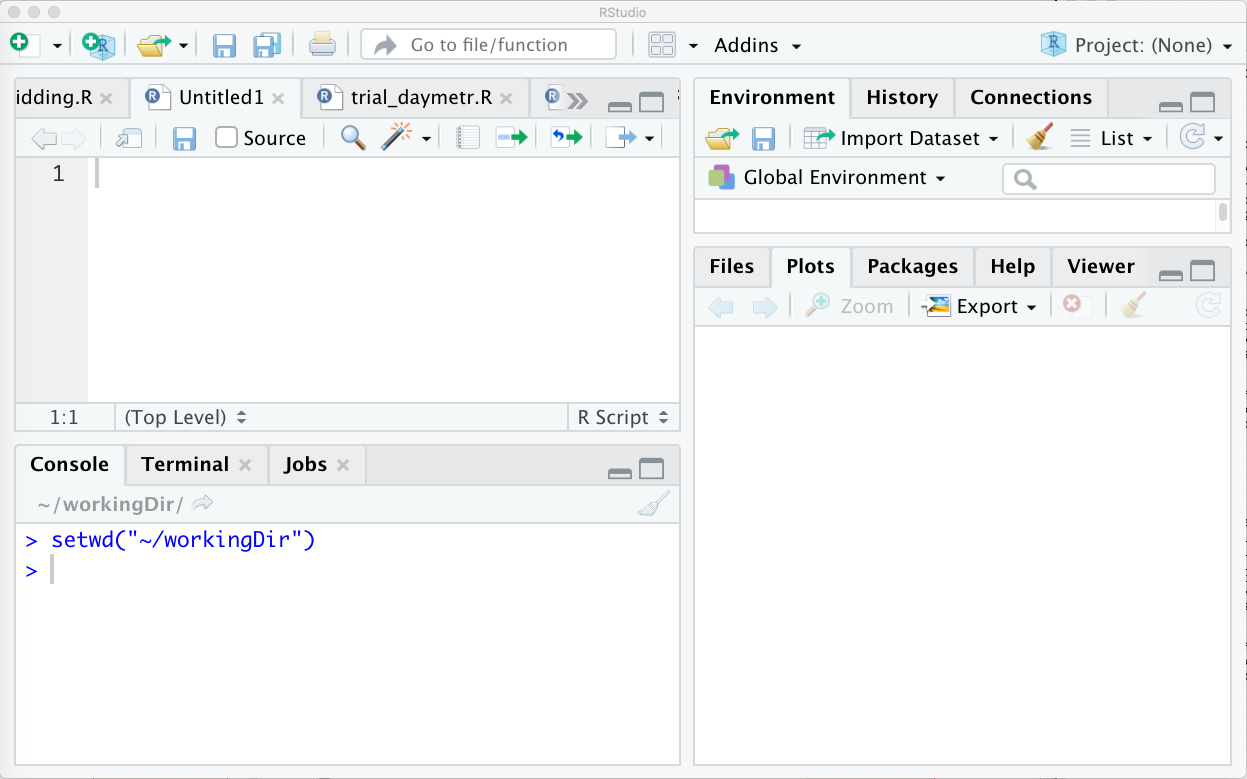 RStudio
Go to file/function Addins Project: (None)
idding.R Untitled1 trial_daymetr.R
Source
1
1:1 (Top Level) R Script
Console Terminal Jobs
~/workingDir/
> setwd("~/workingDir")
>
Environment History Connections
Import Dataset List
Global Environment
Files Plots Packages Help Viewer
Zoom Export